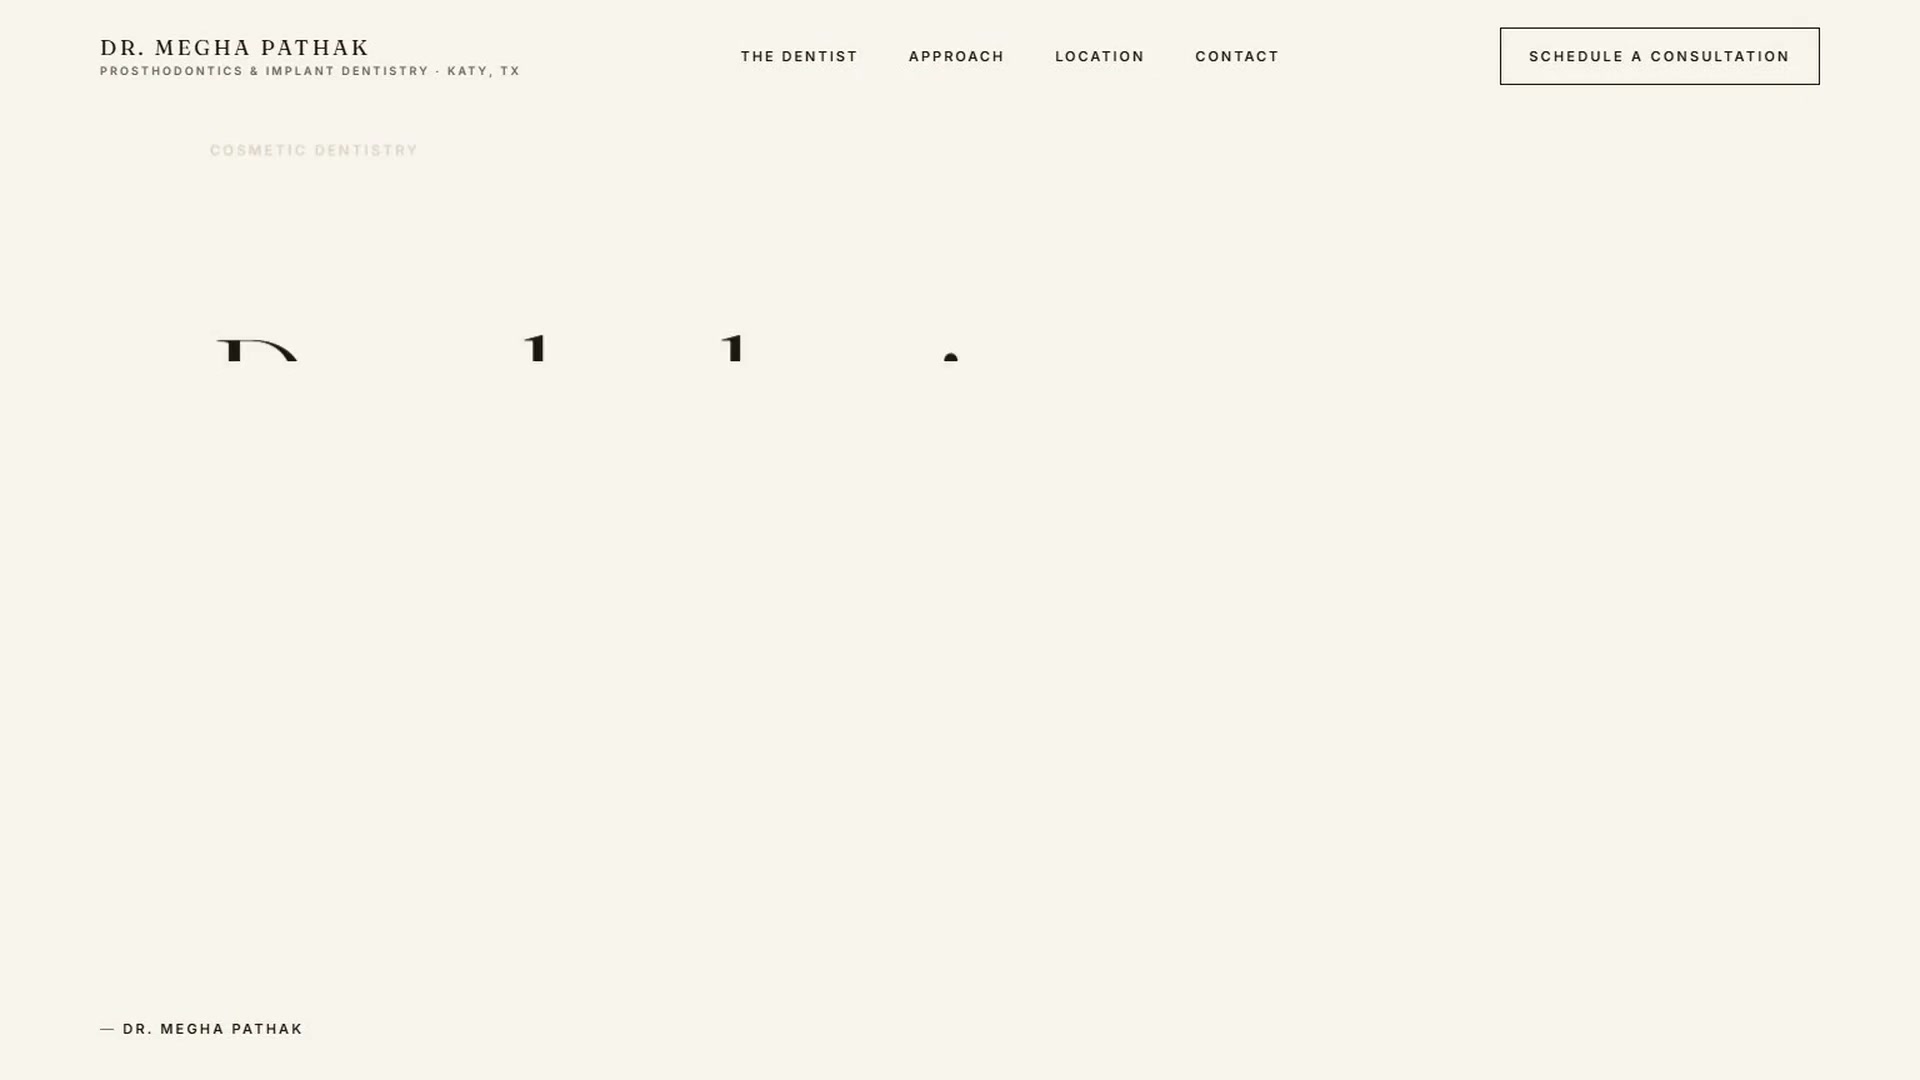 DR. MEGHA PATHAK
PROSTHODONTICS & IMPLANT DENTISTRY · KATY, TX
THE DENTIST
APPROACH
LOCATION
CONTACT
SCHEDULE A CONSULTATION
COSMETIC DENTISTRY
— DR. MEGHA PATHAK